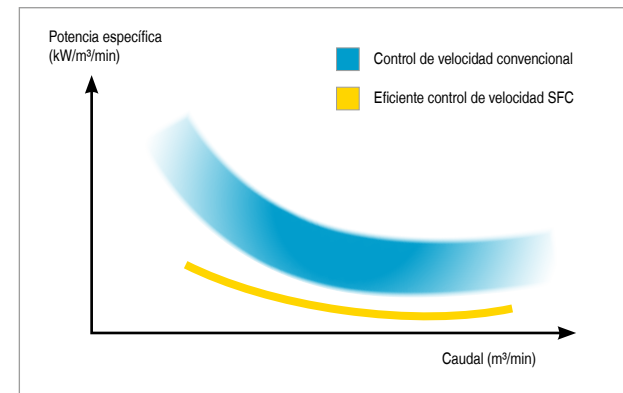 Potencia específica
(kW/m³/min)
Control de velocidad convencional
Eficiente control de velocidad SFC
Caudal (m³/min)